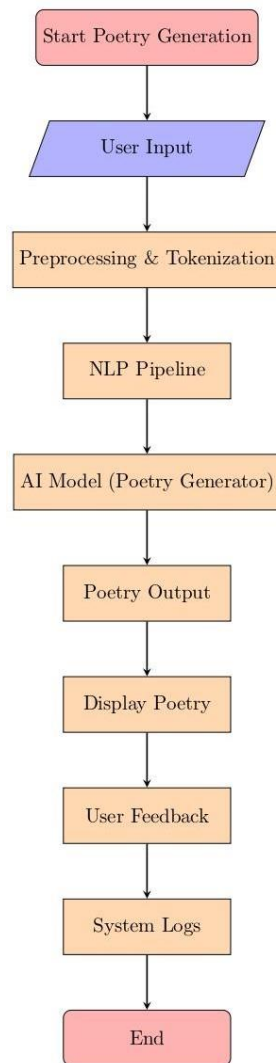 Start Poetry Generation
User Input
Preprocessing & Tokenization
NLP Pipeline
AI Model (Poetry Generator)
Poetry Output
Display Poetry
User Feedback
System Logs
End